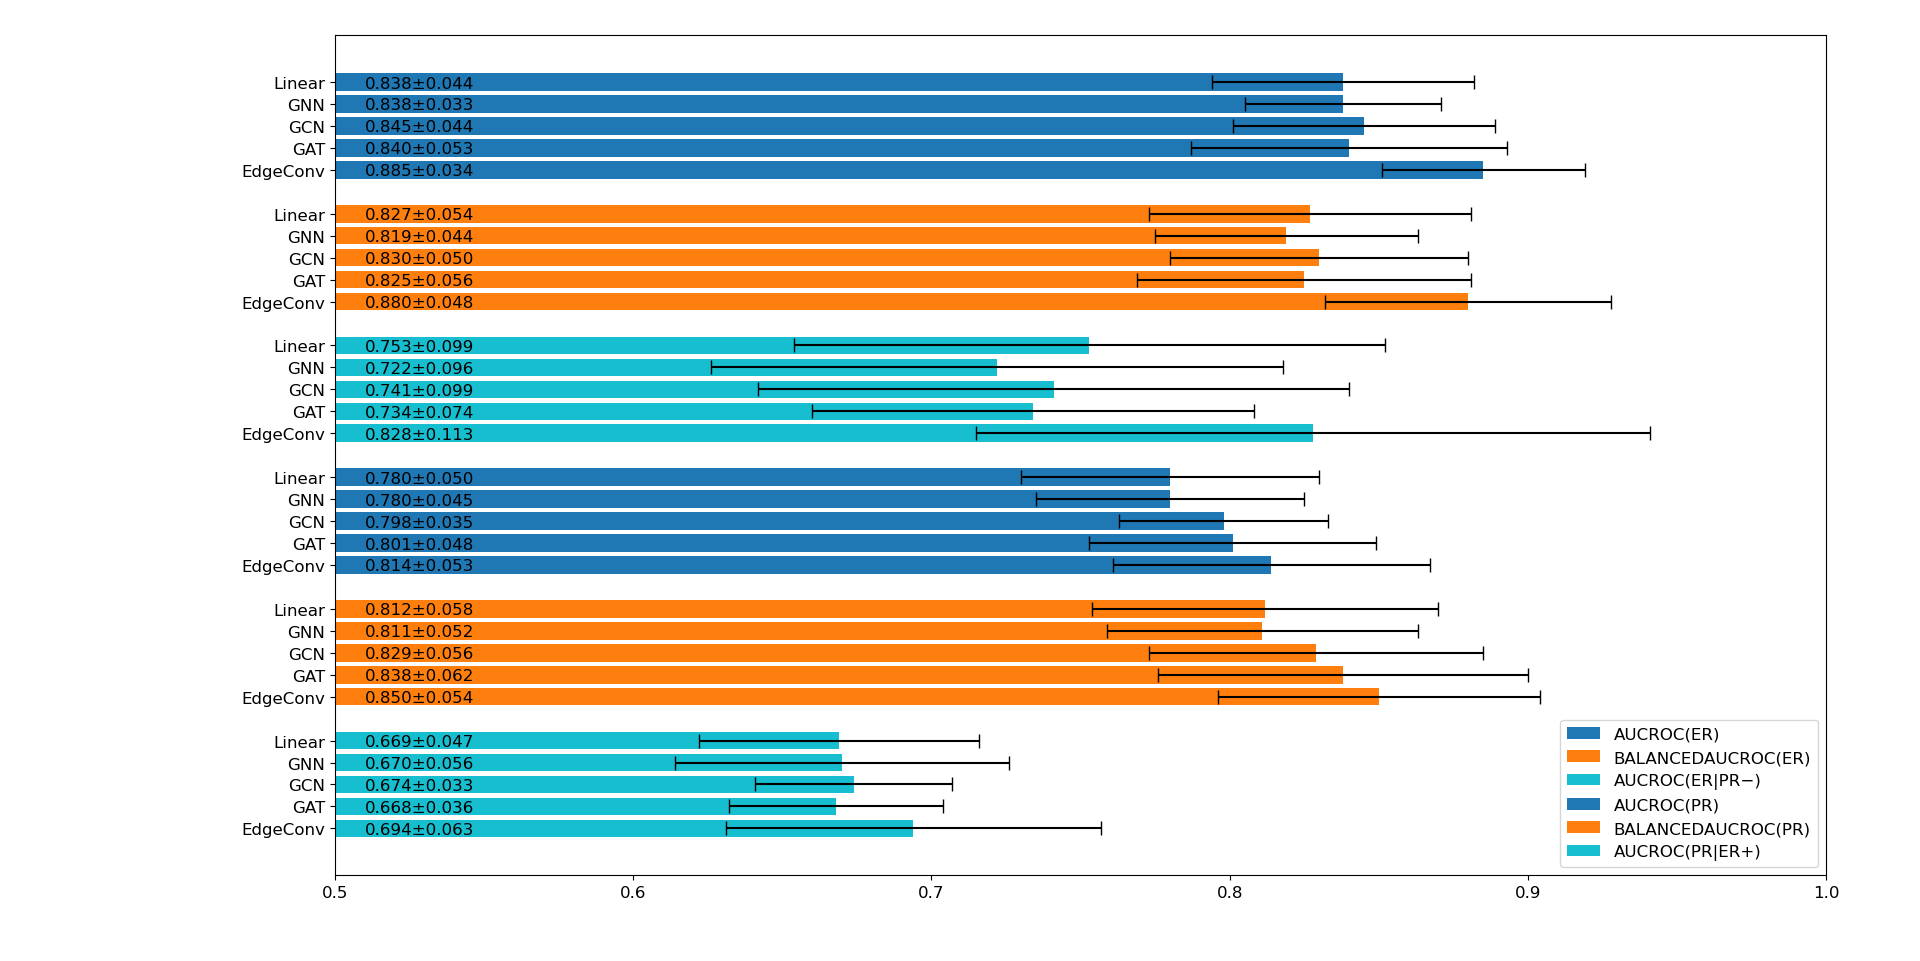 Linear 0.838±0.044
GNN 0.838±0.033
GCN 0.845±0.044
GAT 0.840±0.053
EdgeConv 0.885±0.034
Linear 0.827±0.054
GNN 0.819±0.044
GCN 0.830±0.050
GAT 0.825±0.056
EdgeConv 0.880±0.048
Linear 0.753±0.099
GNN 0.722±0.096
GCN 0.741±0.099
GAT 0.734±0.074
EdgeConv 0.828±0.113
Linear 0.780±0.050
GNN 0.780±0.045
GCN 0.798±0.035
GAT 0.801±0.048
EdgeConv 0.814±0.053
Linear 0.812±0.058
GNN 0.811±0.052
GCN 0.829±0.056
GAT 0.838±0.062
EdgeConv 0.850±0.054
Linear 0.669±0.047
GNN 0.670±0.056
GCN 0.674±0.033
GAT 0.668±0.036
EdgeConv 0.694±0.063
AUCROC(ER)
BALANCEDAUCROC(ER)
AUCROC(ER|PR−)
AUCROC(PR)
BALANCEDAUCROC(PR)
AUCROC(PR|ER+)
0.5 0.6 0.7 0.8 0.9 1.0